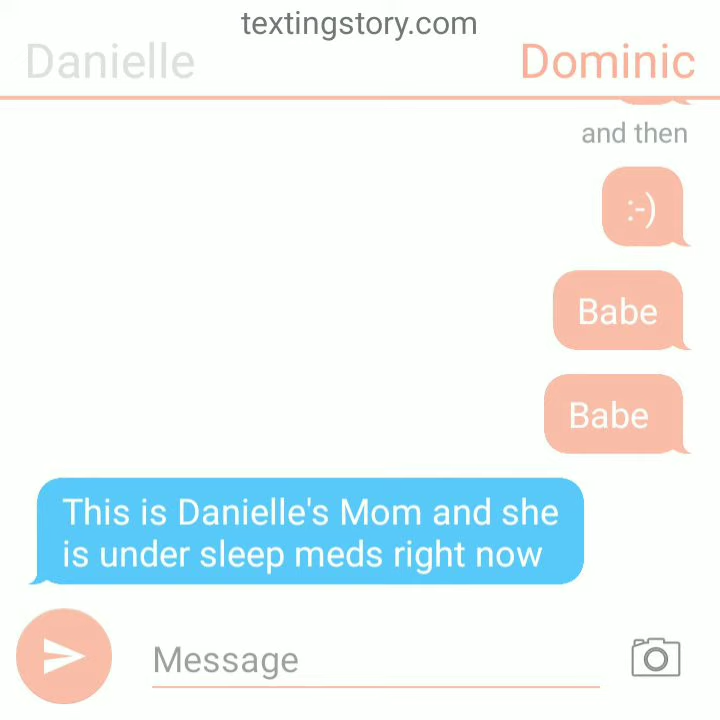 textingstory.com
Danielle
Dominic
and then
:-)
Babe
Babe
This is Danielle's Mom and she
is under sleep meds right now
Message